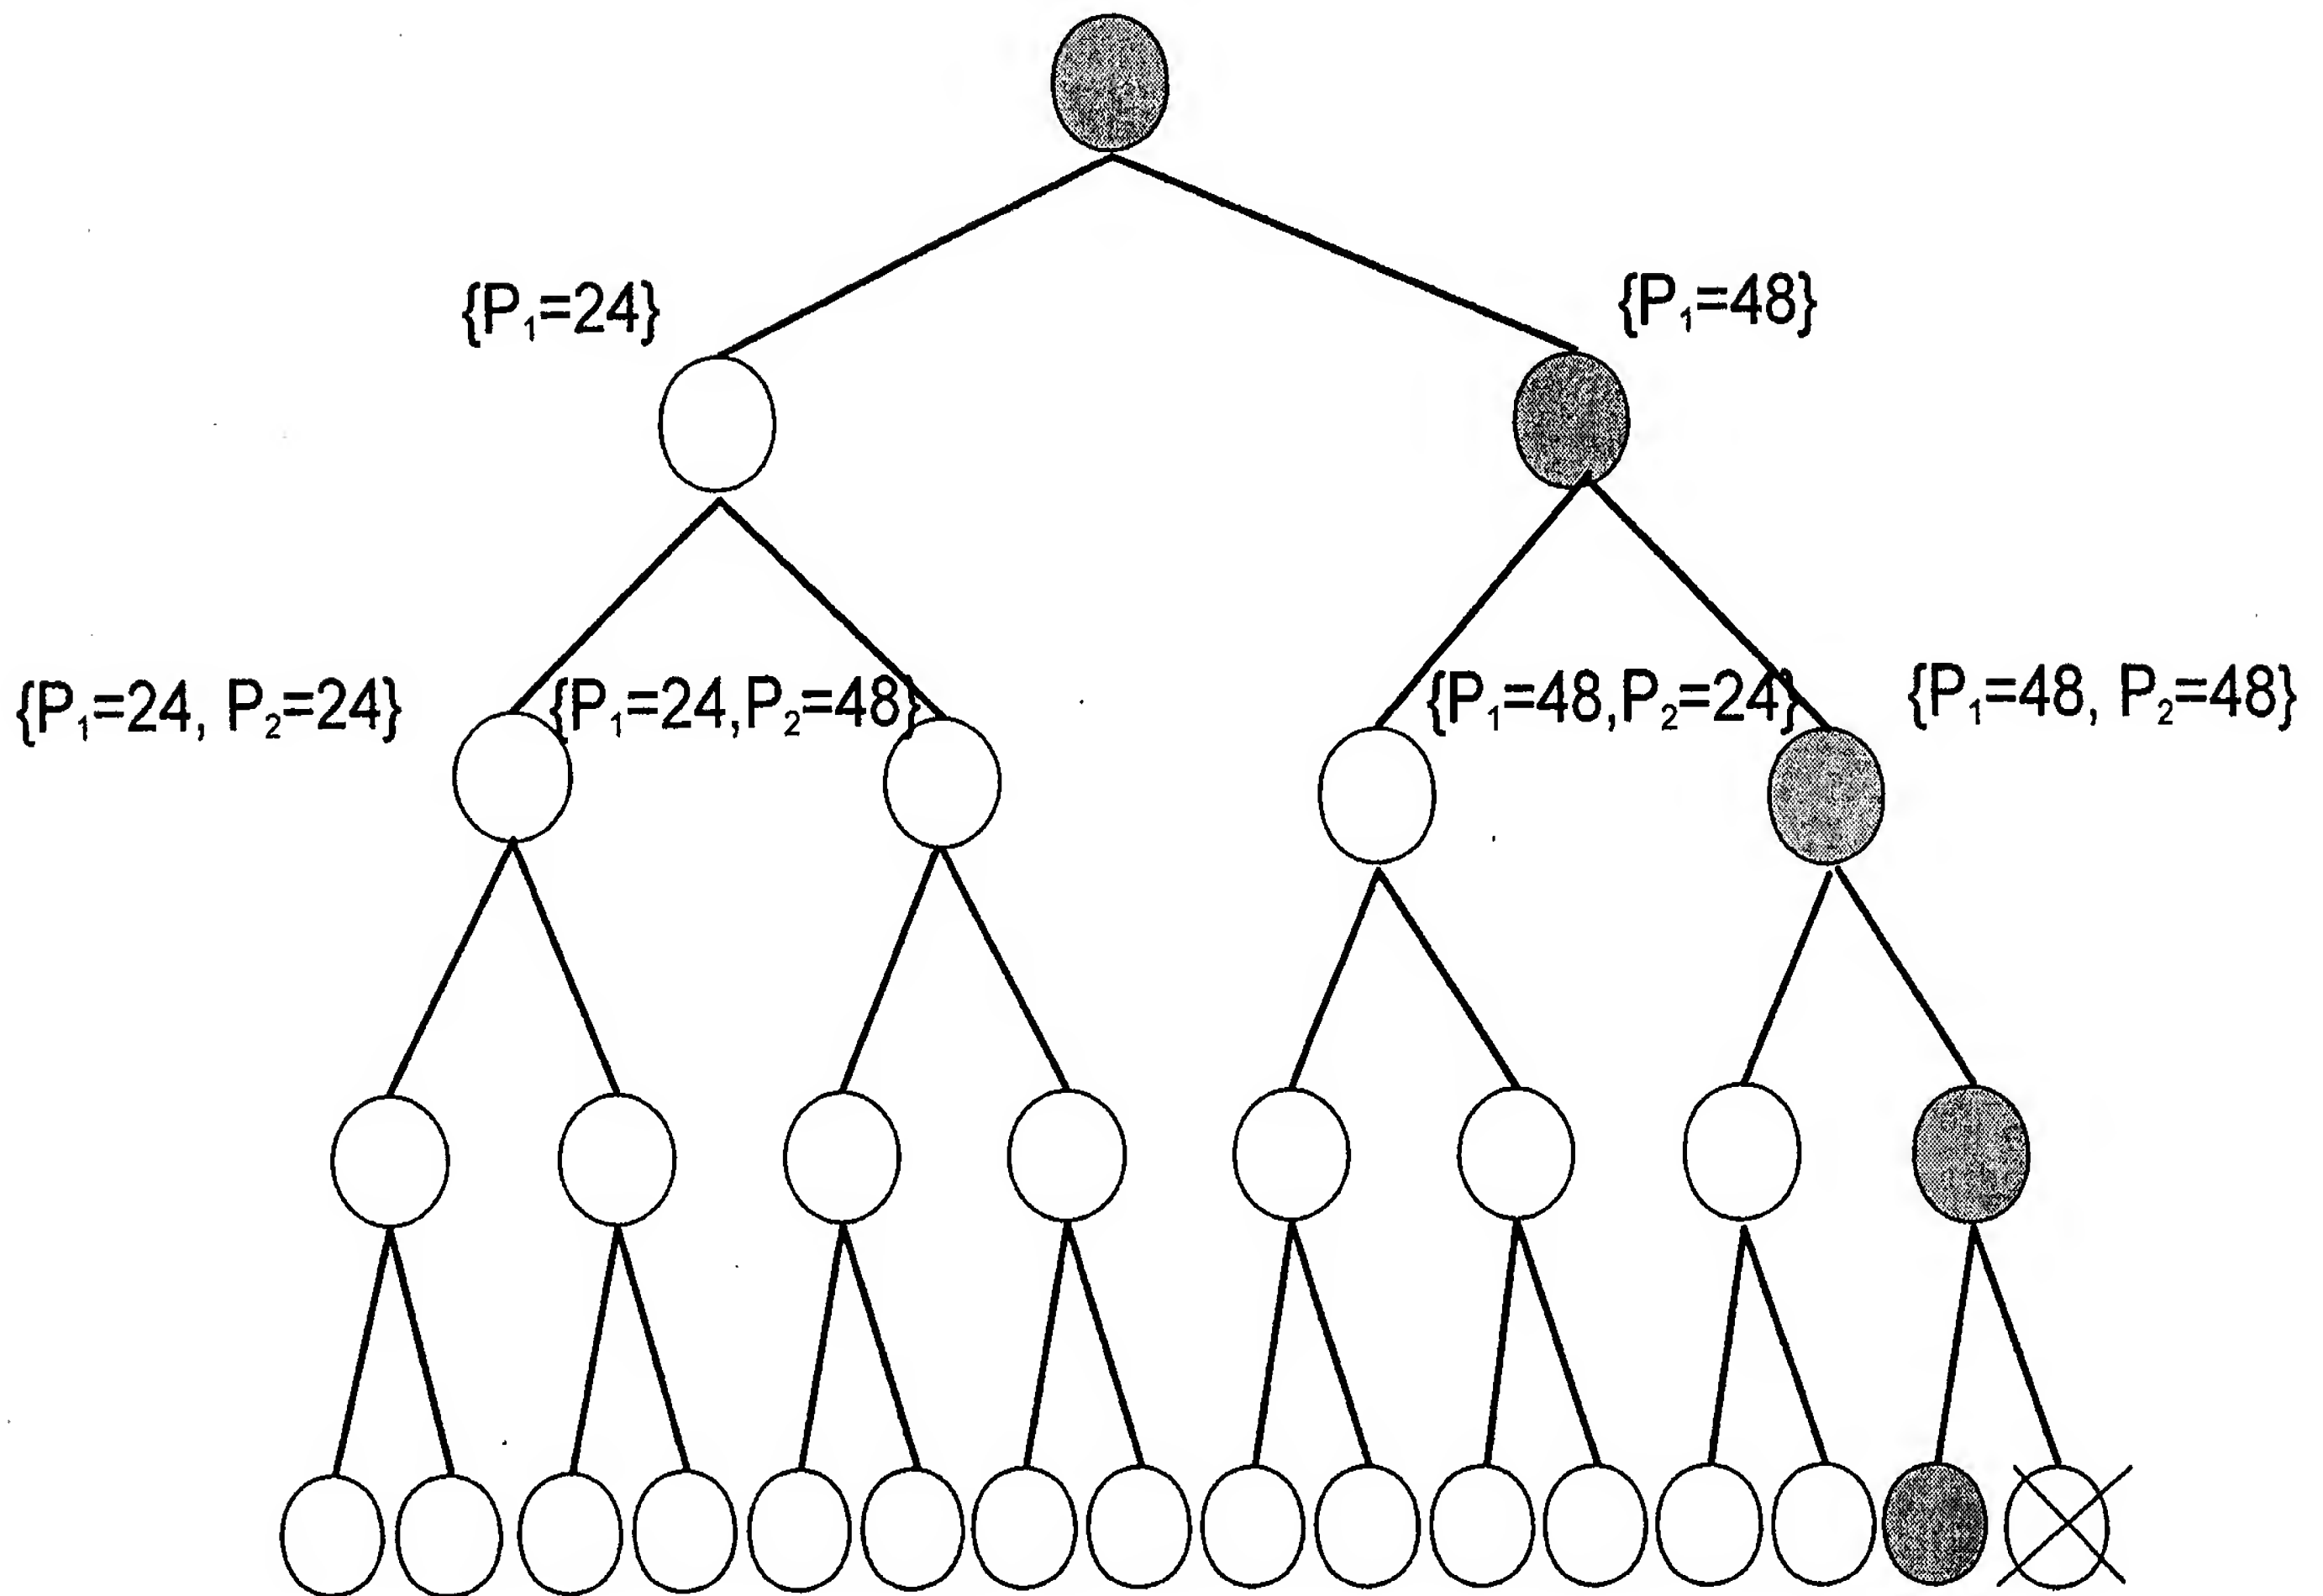 {P₁=24}
{P₁=48}
{P₁=24, P₂=24}
{P₁=24,P₂=48}
{P₁=48,P₂=24}
{P₁=48, P₂=48}